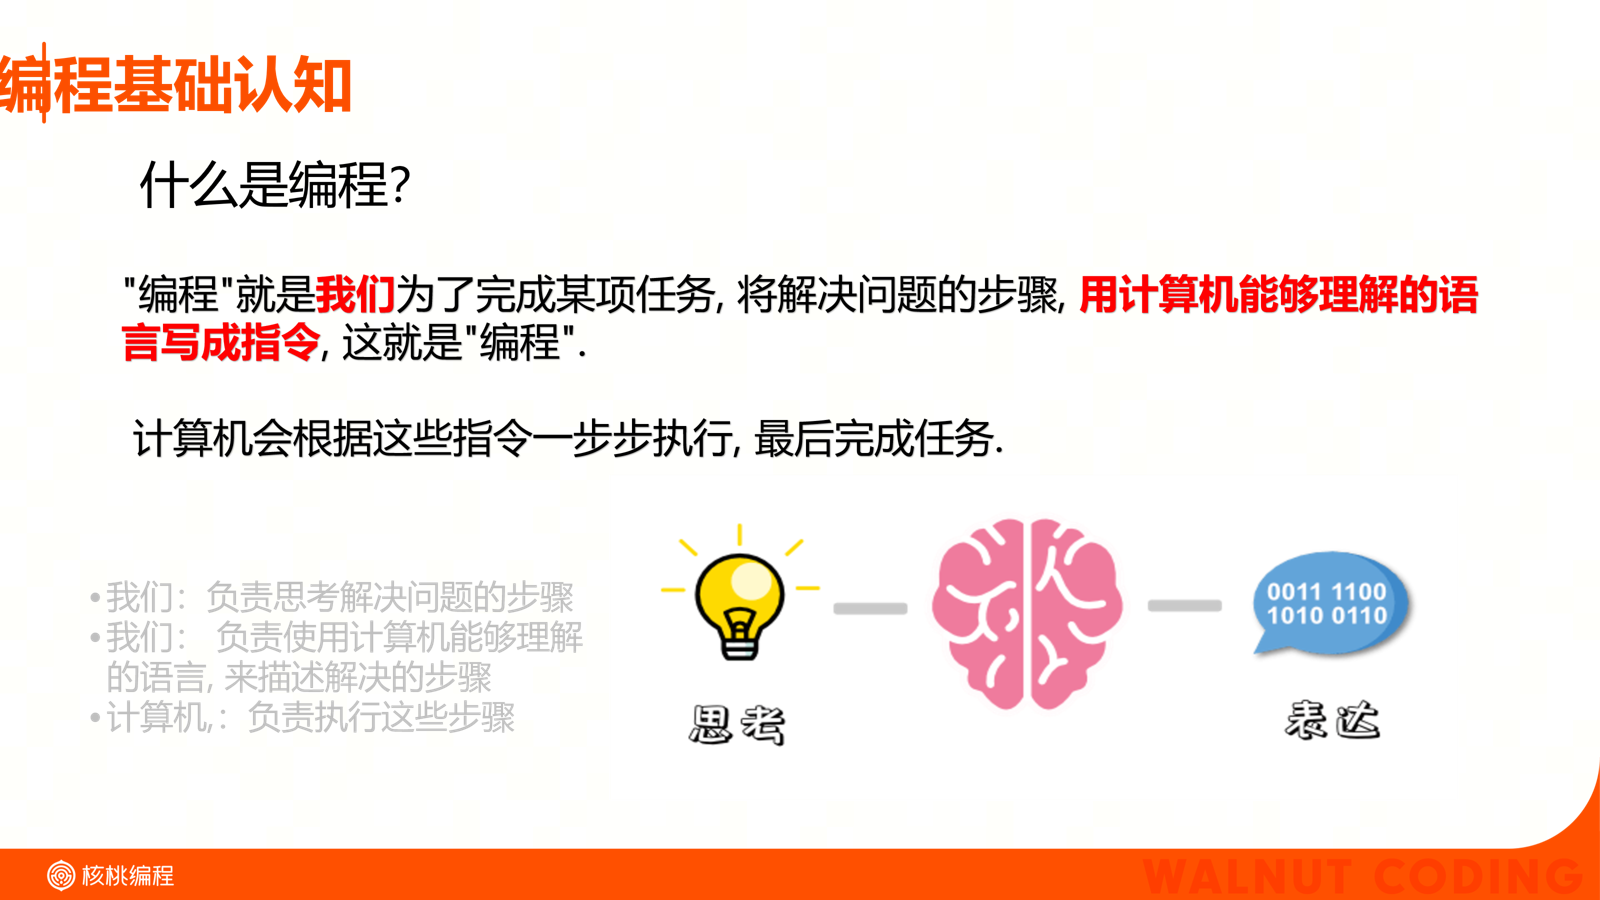 编程基础认知
什么是编程?
"编程"就是我们为了完成某项任务, 将解决问题的步骤, 用计算机能够理解的语
言写成指令, 这就是"编程".
计算机会根据这些指令一步步执行, 最后完成任务.
•我们：负责思考解决问题的步骤
•我们： 负责使用计算机能够理解
的语言, 来描述解决的步骤
•计算机,：负责执行这些步骤
0011 1100
1010 0110
思考
表达
核桃编程
WALNUT CODING